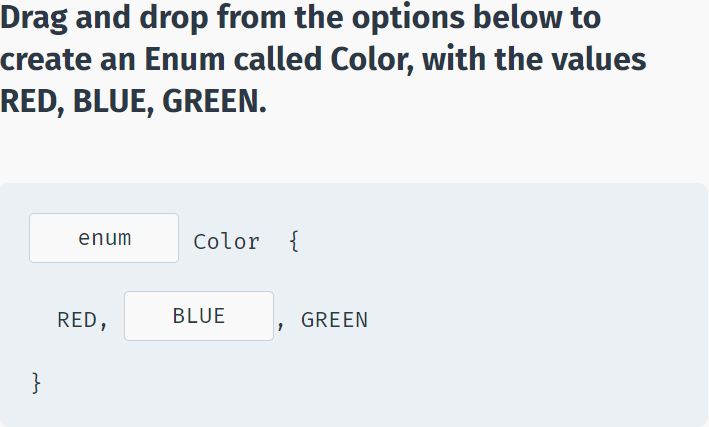 Drag and drop from the options below to
create an Enum called Color, with the values
RED, BLUE, GREEN.
enum Color {
RED, BLUE , GREEN
}